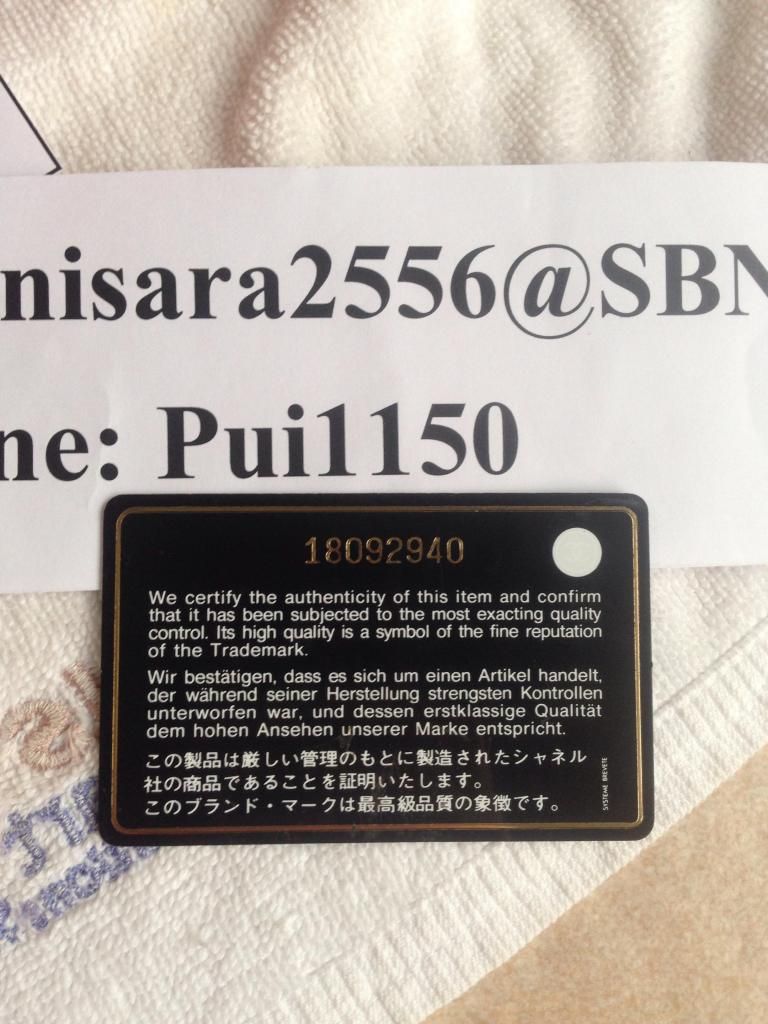 nisara2556@SBN
ne: Pui1150
18092940
We certify the authenticity of this item and confirm
that it has been subjected to the most exacting quality
control. Its high quality is a symbol of the fine reputation
of the Trademark.
Wir bestätigen, dass es sich um einen Artikel handelt,
der während seiner Herstellung strengsten Kontrollen
unterworfen war, und dessen erstklassige Qualität
dem hohen Ansehen unserer Marke entspricht.
この製品は厳しい管理のもとに製造されたシャネル
社の商品であることを証明いたします。
このブランド・マークは最高級品質の象徴です。
SYSTEME BREVETE